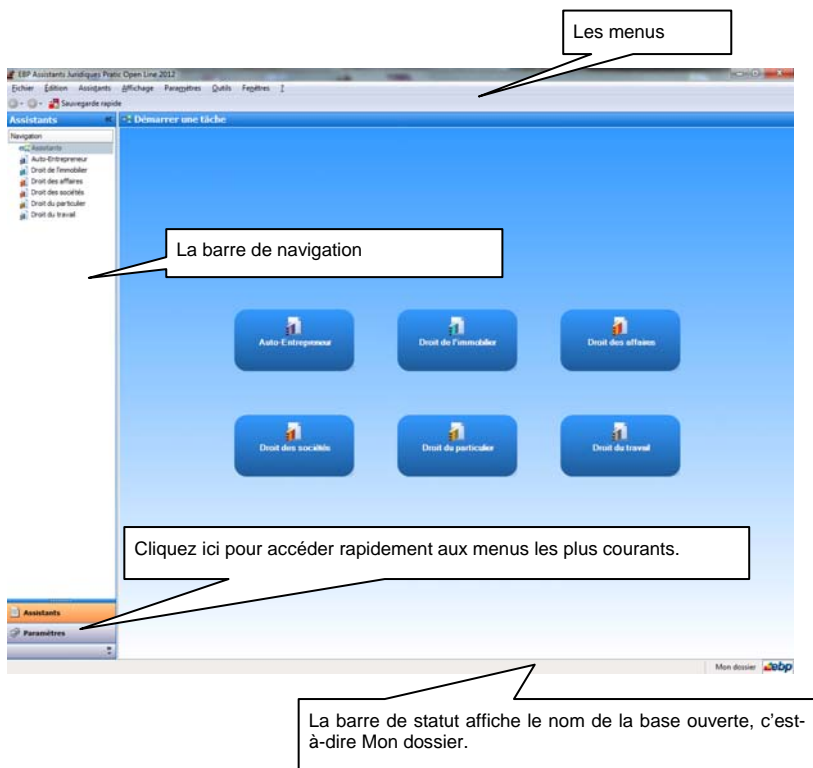 Les menus
EBP Assistants Juridiques Pratic Open Line 2012
Fichier Édition Assistants Affichage Paramètres Outils Fenêtres ?
Sauvegarde rapide
Assistants « Démarrer une tâche
Navigation
Assistants
Auto-Entrepreneur
Droit de l'immobilier
Droit des affaires
Droit des sociétés
Droit du particulier
Droit du travail
La barre de navigation
Auto-Entrepreneur Droit de l'immobilier Droit des affaires
Droit des sociétés Droit du particulier Droit du travail
Cliquez ici pour accéder rapidement aux menus les plus courants.
Assistants
Paramètres
Mon dossier ebp
La barre de statut affiche le nom de la base ouverte, c'est-
à-dire Mon dossier.